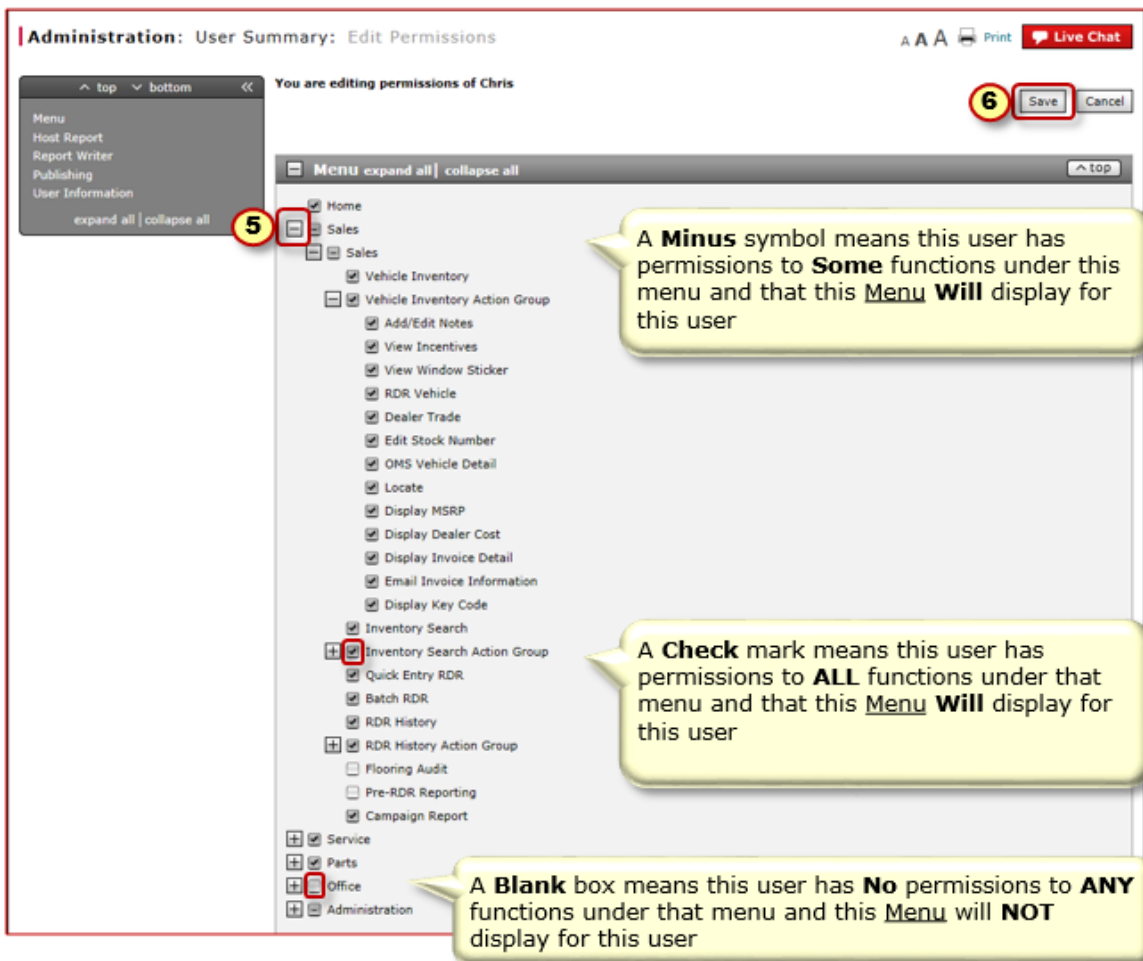 Administration: User Summary: Edit Permissions
A A A Print Live Chat
top bottom «
Menu
Host Report
Report Writer
Publishing
User Information
expand all | collapse all
You are editing permissions of Chris
6 Save Cancel
Menu expand all| collapse all
top
Home
5
Sales
Sales
Vehicle Inventory
Vehicle Inventory Action Group
Add/Edit Notes
View Incentives
View Window Sticker
RDR Vehicle
Dealer Trade
Edit Stock Number
OMS Vehicle Detail
Locate
Display MSRP
Display Dealer Cost
Display Invoice Detail
Email Invoice Information
Display Key Code
Inventory Search
Inventory Search Action Group
Quick Entry RDR
Batch RDR
RDR History
RDR History Action Group
Flooring Audit
Pre-RDR Reporting
Campaign Report
Service
Parts
Office
Administration
A Minus symbol means this user has
permissions to Some functions under this
menu and that this Menu Will display for
this user
A Check mark means this user has
permissions to ALL functions under that
menu and that this Menu Will display for
this user
A Blank box means this user has No permissions to ANY
functions under that menu and this Menu will NOT
display for this user